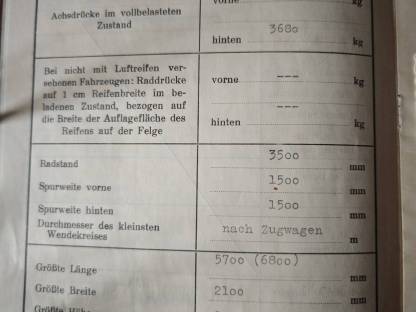 vorne kg
Achsdrücke im vollbelasteten
Zustand
3680
hinten kg
Bei nicht mit Luftreifen ver-
sehenen Fahrzeugen: Raddrücke
auf 1 cm Reifenbreite im be-
ladenen Zustand, bezogen auf
die Breite der Auflagefläche des
Reifens auf der Felge
vorne --- kg
hinten --- kg
Radstand 3500 mm
Spurweite vorne 1500 mm
Spurweite hinten 1500 mm
Durchmesser des kleinsten
Wendekreises nach Zugwagen m
Größte Länge 5700 (6800) mm
Größte Breite 2100 mm
Größte